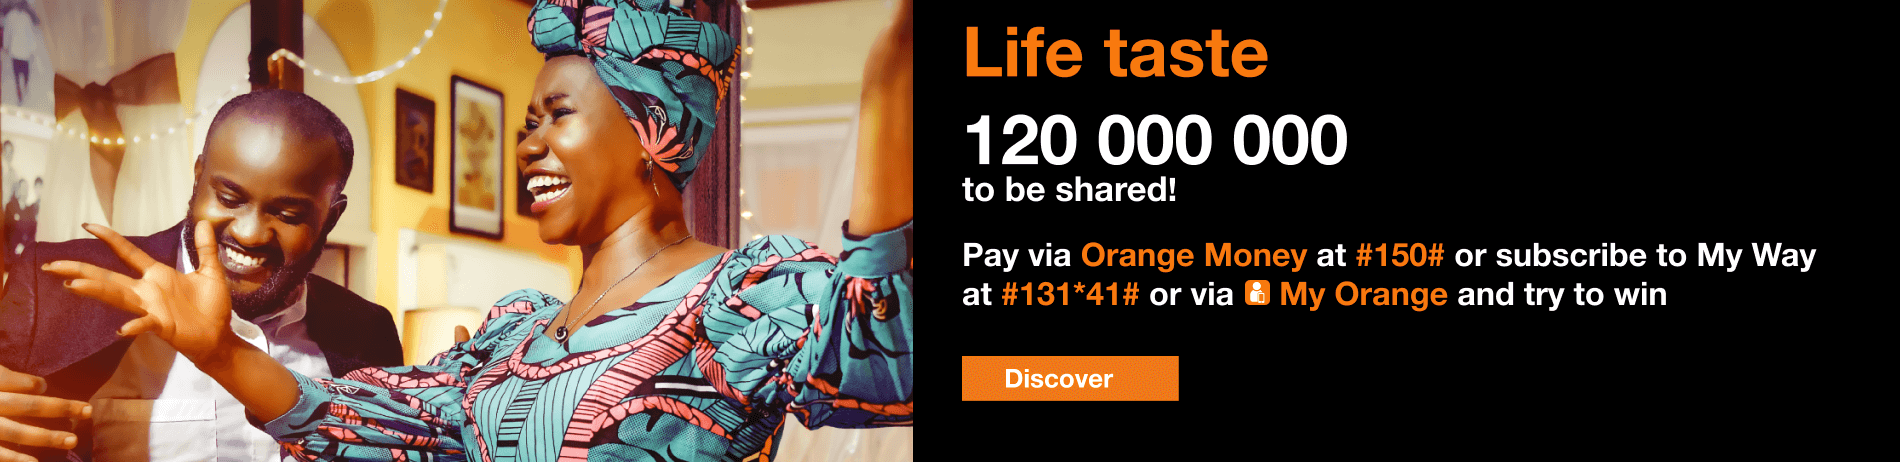 Life taste
120 000 000
to be shared!
Pay via Orange Money at #150# or subscribe to My Way
at #131*41# or via My Orange and try to win
Discover